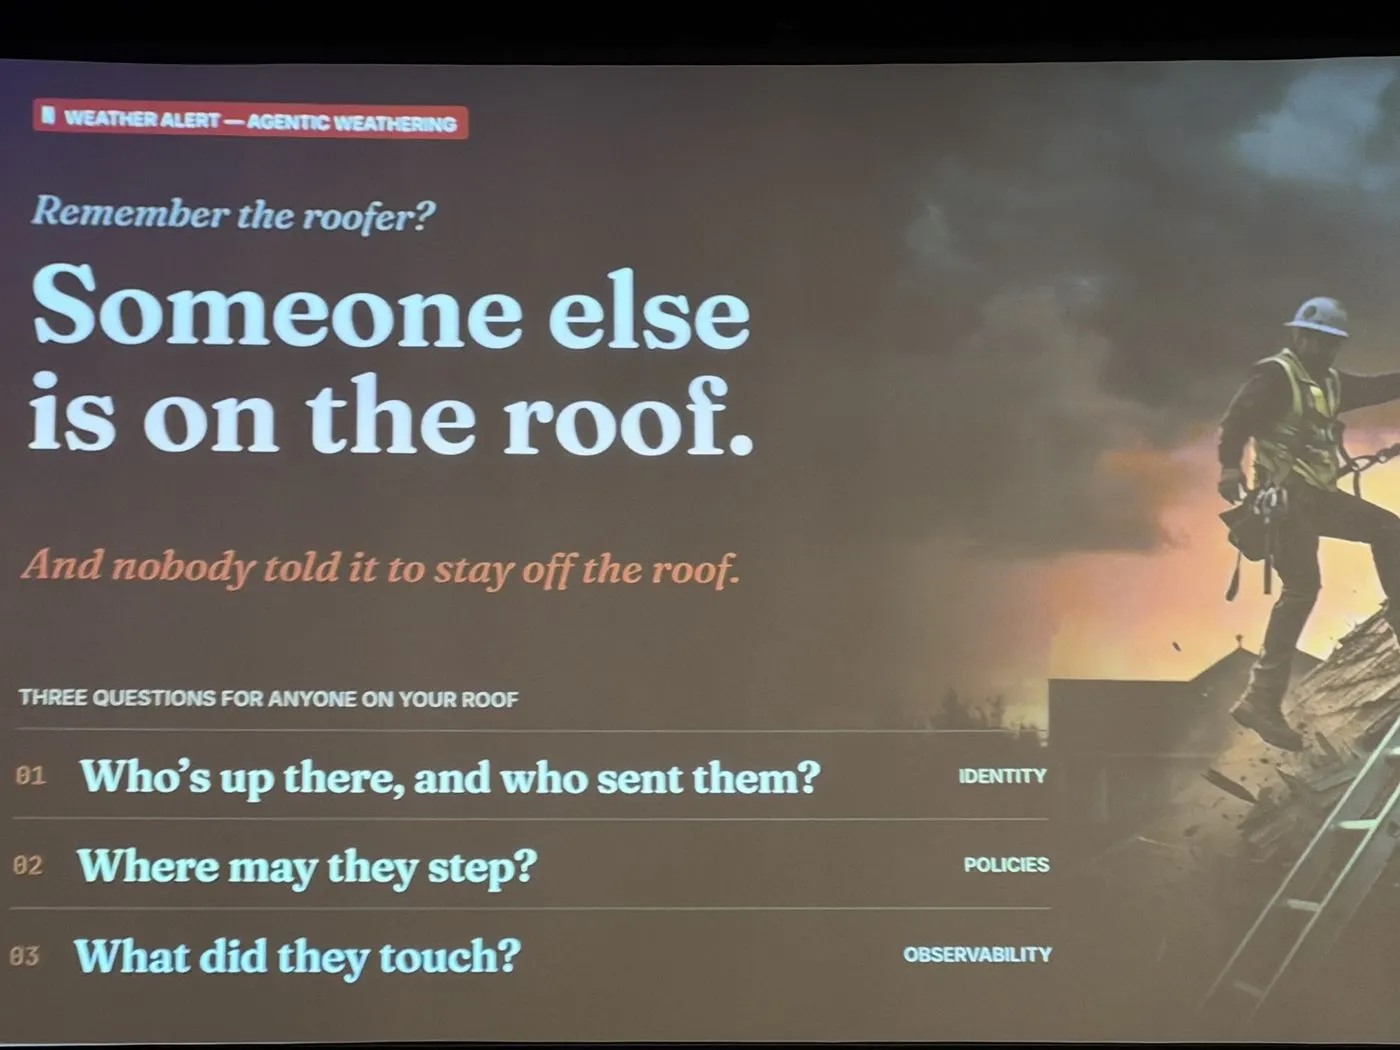 WEATHER ALERT — AGENTIC WEATHERING
Remember the roofer?
Someone else
is on the roof.
And nobody told it to stay off the roof.
THREE QUESTIONS FOR ANYONE ON YOUR ROOF
01 Who's up there, and who sent them? IDENTITY
02 Where may they step? POLICIES
03 What did they touch? OBSERVABILITY